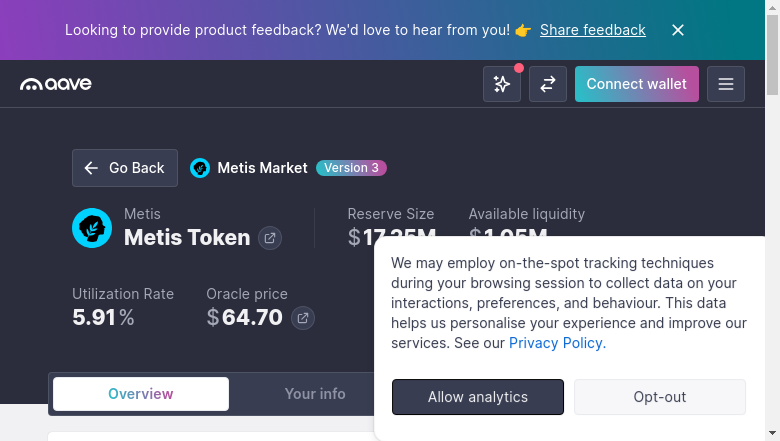 Looking to provide product feedback? We'd love to hear from you! 👉 Share feedback
aave
Connect wallet
Go Back
Metis Market
Version 3
Metis
Metis Token
Reserve Size
Available liquidity
$17.35M
$1.05M
Utilization Rate
5.91%
Oracle price
$64.70
We may employ on-the-spot tracking techniques
during your browsing session to collect data on your
interactions, preferences, and behaviour. This data
helps us personalise your experience and improve our
services. See our Privacy Policy.
Allow analytics
Opt-out
Overview
Your info